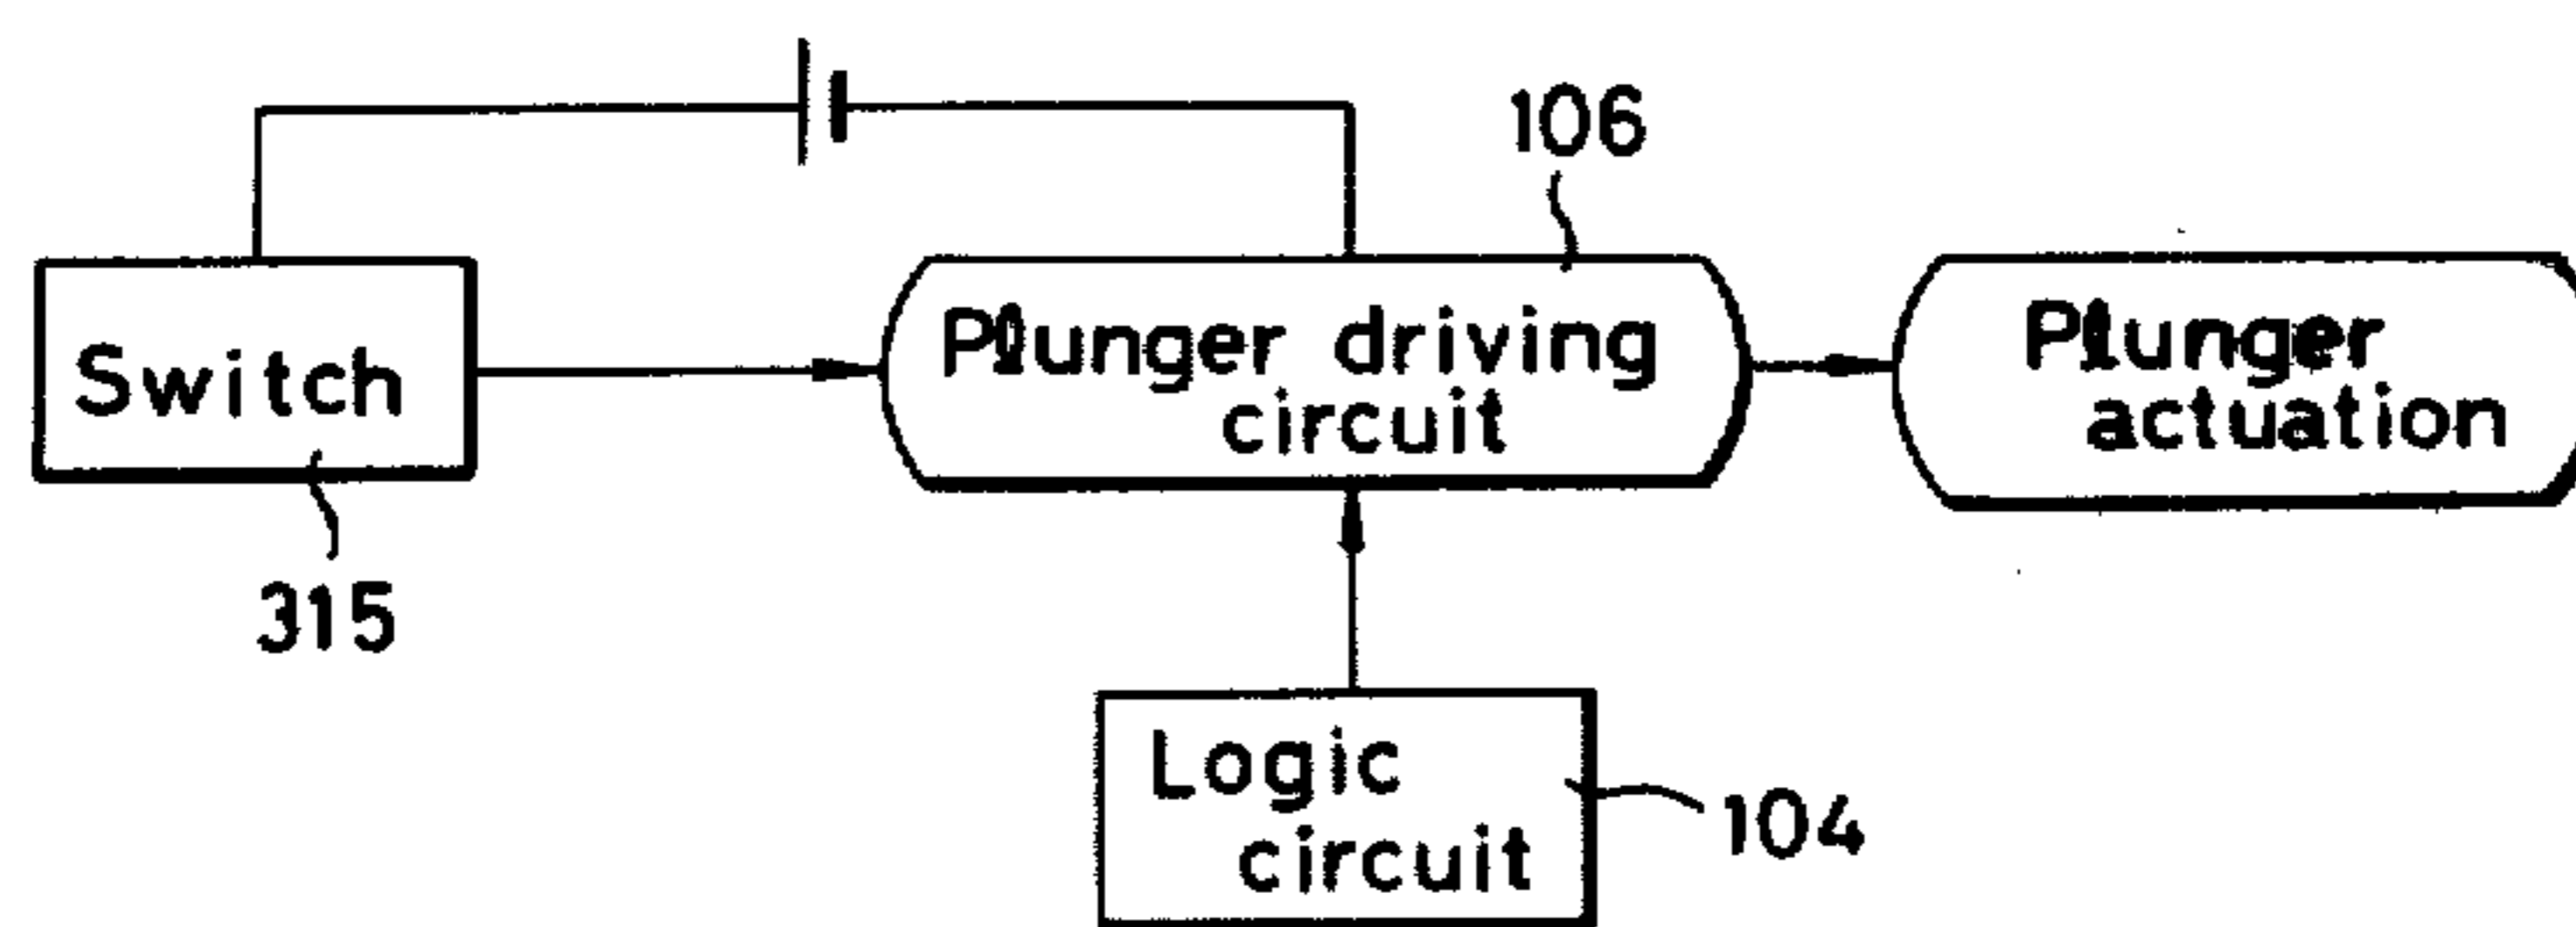 106
Switch
Plunger driving
circuit
Plunger
actuation
315
Logic
circuit
104